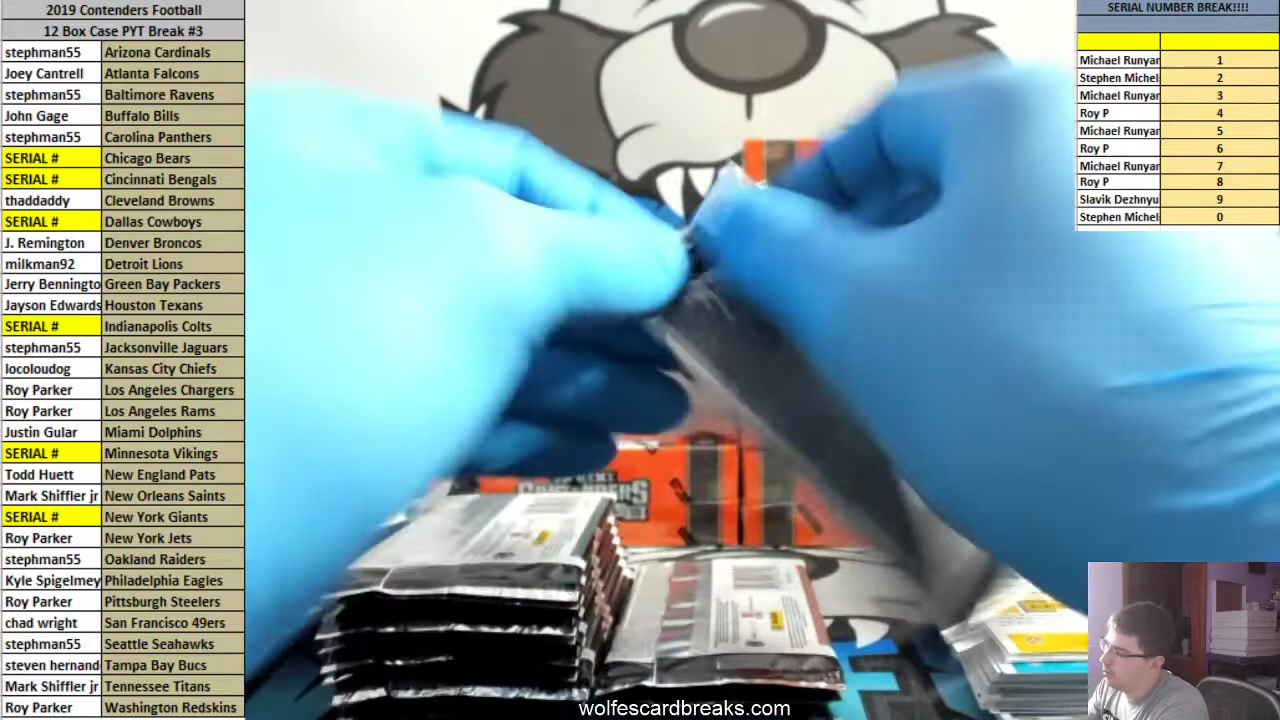 2019 Contenders Football
12 Box Case PYT Break #3
stephman55 Arizona Cardinals
Joey Cantrell Atlanta Falcons
stephman55 Baltimore Ravens
John Gage Buffalo Bills
stephman55 Carolina Panthers
SERIAL # Chicago Bears
SERIAL # Cincinnati Bengals
thaddaddy Cleveland Browns
SERIAL # Dallas Cowboys
J. Remington Denver Broncos
milkman92 Detroit Lions
Jerry Benningto Green Bay Packers
Jayson Edwards Houston Texans
SERIAL # Indianapolis Colts
stephman55 Jacksonville Jaguars
locoloudog Kansas City Chiefs
Roy Parker Los Angeles Chargers
Roy Parker Los Angeles Rams
Justin Gular Miami Dolphins
SERIAL # Minnesota Vikings
Todd Huett New England Pats
Mark Shiffler jr New Orleans Saints
SERIAL # New York Giants
Roy Parker New York Jets
stephman55 Oakland Raiders
Kyle Spigelmey Philadelphia Eagles
Roy Parker Pittsburgh Steelers
chad wright San Francisco 49ers
stephman55 Seattle Seahawks
steven hernand Tampa Bay Bucs
Mark Shiffler jr Tennessee Titans
Roy Parker Washington Redskins
SERIAL NUMBER BREAK!!!!
Michael Runyar 1
Stephen Michel 2
Michael Runyar 3
Roy P 4
Michael Runyar 5
Roy P 6
Michael Runyar 7
Roy P 8
Slavik Dezhnyu 9
Stephen Michel 0
CONTENDERS
wolfescardbreaks.com